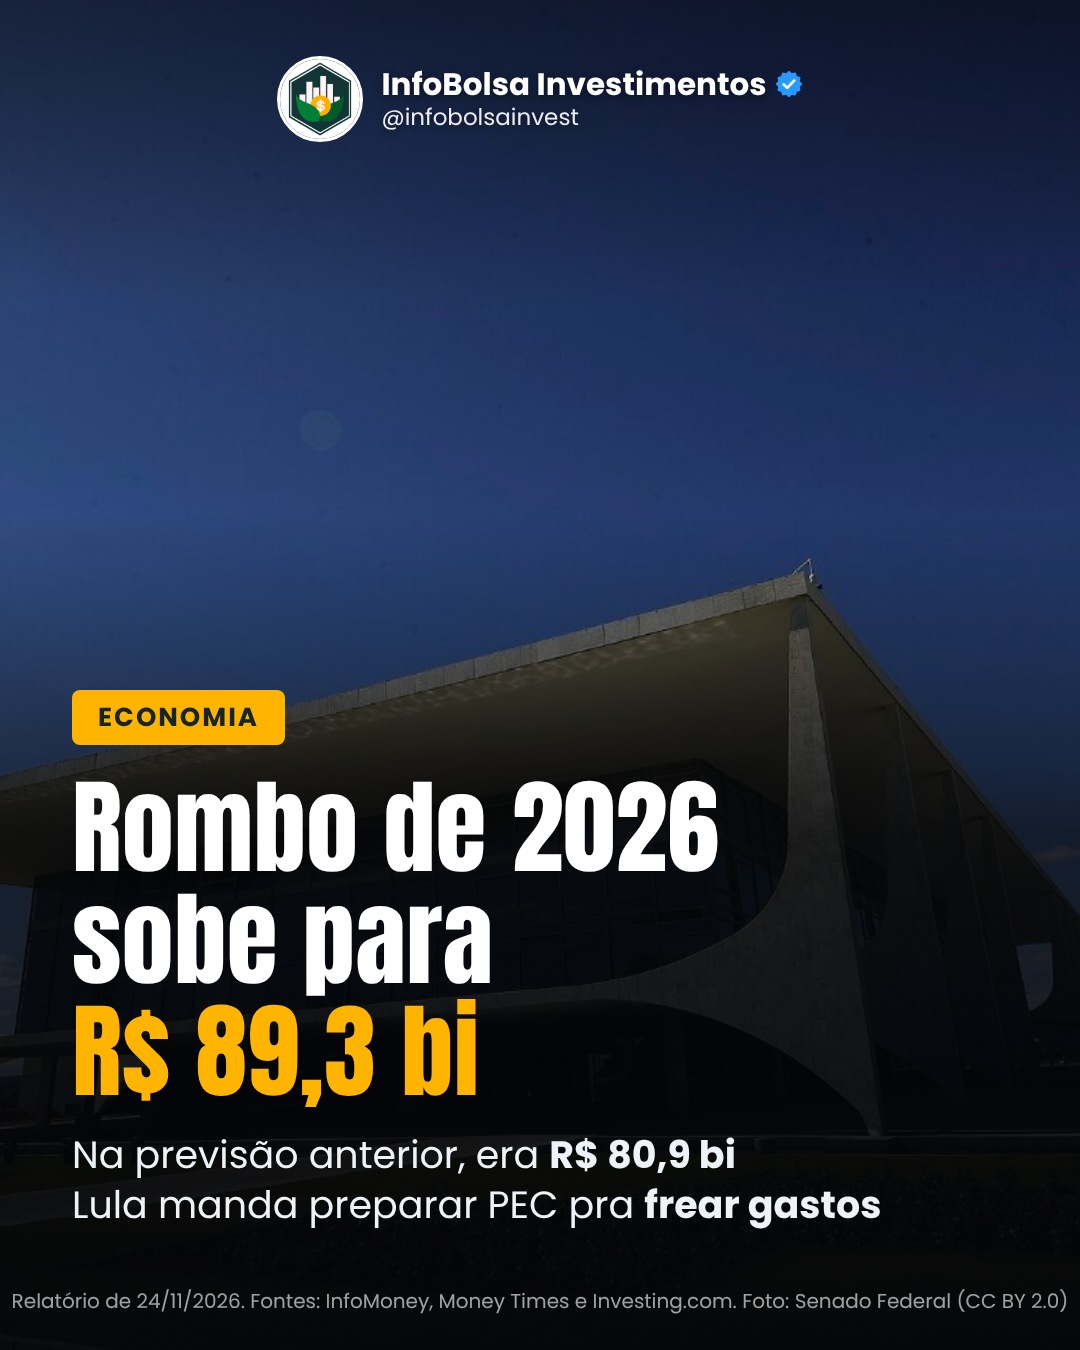 InfoBolsa Investimentos
@infobolsainvest
ECONOMIA
Rombo de 2026
sobe para
R$ 89,3 bi
Na previsão anterior, era R$ 80,9 bi
Lula manda preparar PEC pra frear gastos
Relatório de 24/11/2026. Fontes: InfoMoney, Money Times e Investing.com. Foto: Senado Federal (CC BY 2.0)